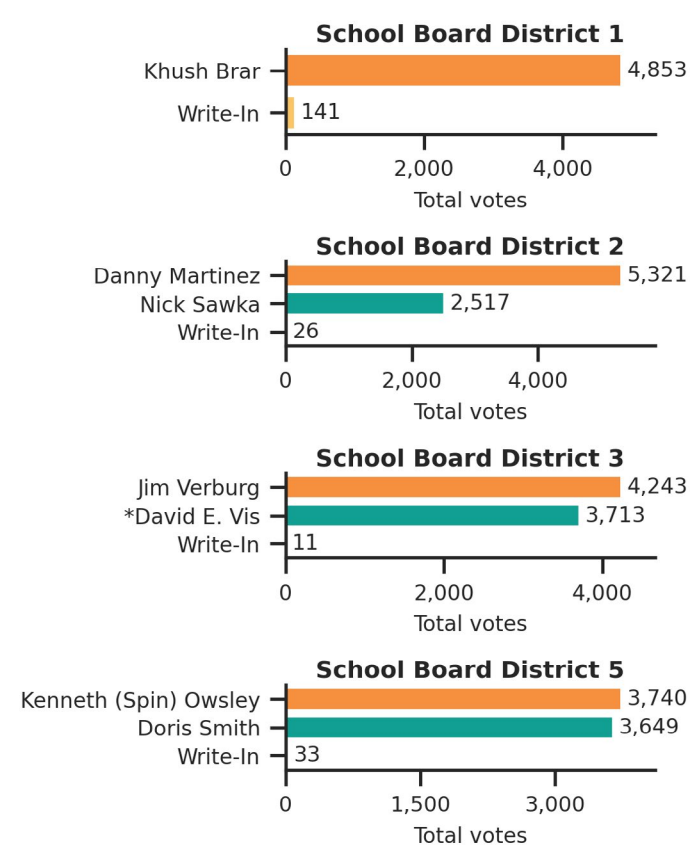 School Board District 1
Khush Brar 4,853
Write-In 141
0 2,000 4,000
Total votes
School Board District 2
Danny Martinez 5,321
Nick Sawka 2,517
Write-In 26
0 2,000 4,000
Total votes
School Board District 3
Jim Verburg 4,243
*David E. Vis 3,713
Write-In 11
0 2,000 4,000
Total votes
School Board District 5
Kenneth (Spin) Owsley 3,740
Doris Smith 3,649
Write-In 33
0 1,500 3,000
Total votes